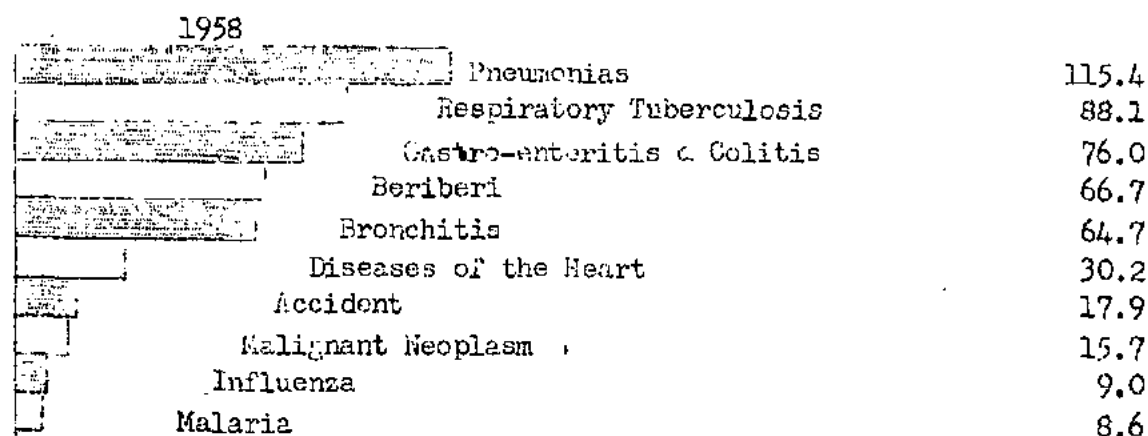 1958
Pneumonias 115.4
Respiratory Tuberculosis 88.1
Gastro-enteritis & Colitis 76.0
Beriberi 66.7
Bronchitis 64.7
Diseases of the Heart 30.2
Accident 17.9
Malignant Neoplasm 15.7
Influenza 9.0
Malaria 8.6